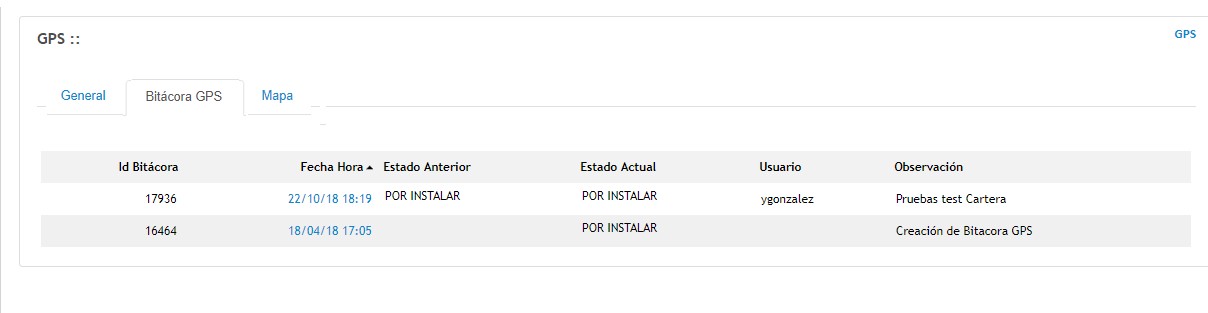 GPS ::
GPS
General Bitácora GPS Mapa
Id Bitácora Fecha Hora Estado Anterior Estado Actual Usuario Observación
17936 22/10/18 18:19 POR INSTALAR POR INSTALAR ygonzalez Pruebas test Cartera
16464 18/04/18 17:05 POR INSTALAR Creación de Bitacora GPS